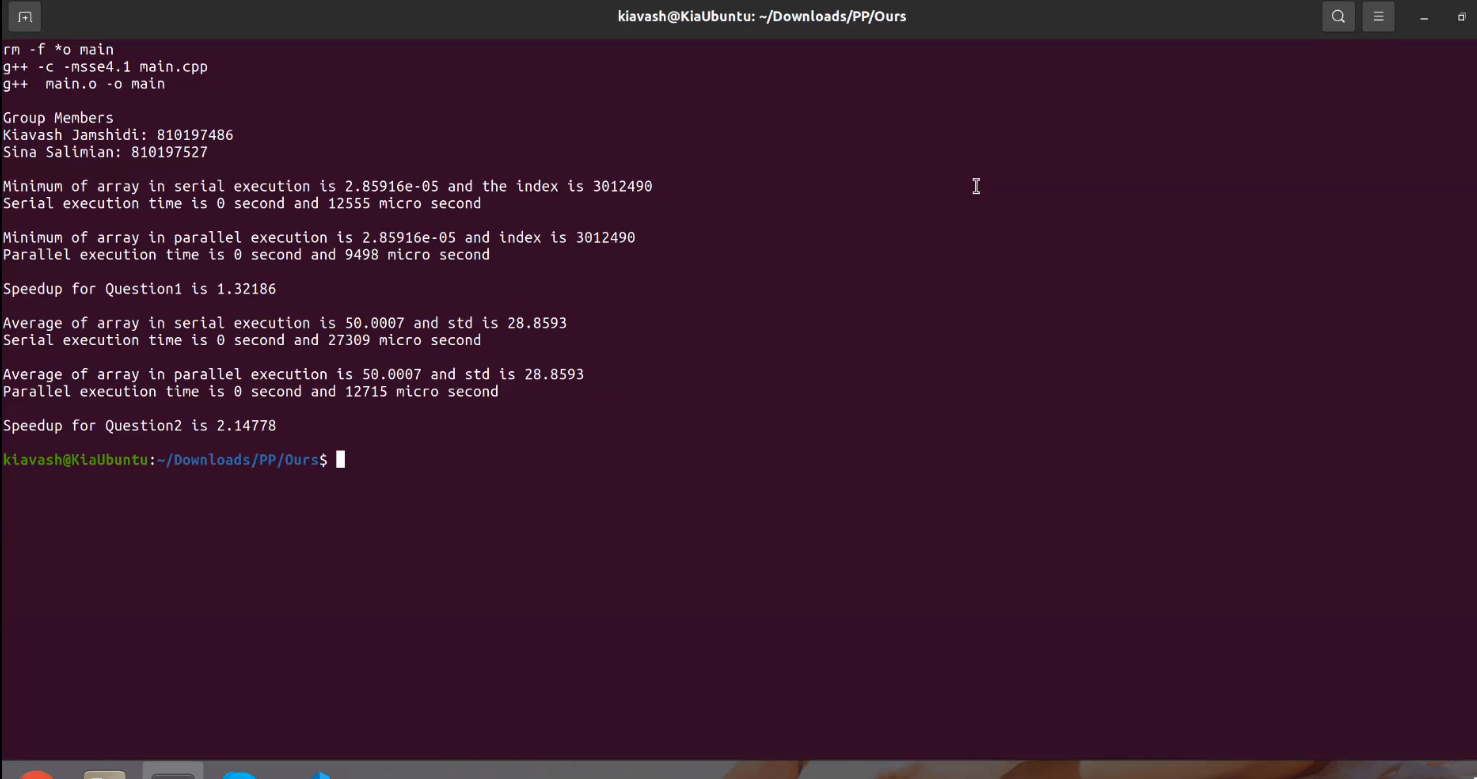 kiavash@KiaUbuntu: ~/Downloads/PP/Ours
rm -f *o main
g++ -c -msse4.1 main.cpp
g++  main.o -o main
Group Members
Kiavash Jamshidi: 810197486
Sina Salimian: 810197527
Minimum of array in serial execution is 2.85916e-05 and the index is 3012490
Serial execution time is 0 second and 12555 micro second
Minimum of array in parallel execution is 2.85916e-05 and index is 3012490
Parallel execution time is 0 second and 9498 micro second
Speedup for Question1 is 1.32186
Average of array in serial execution is 50.0007 and std is 28.8593
Serial execution time is 0 second and 27309 micro second
Average of array in parallel execution is 50.0007 and std is 28.8593
Parallel execution time is 0 second and 12715 micro second
Speedup for Question2 is 2.14778
kiavash@KiaUbuntu:~/Downloads/PP/Ours$